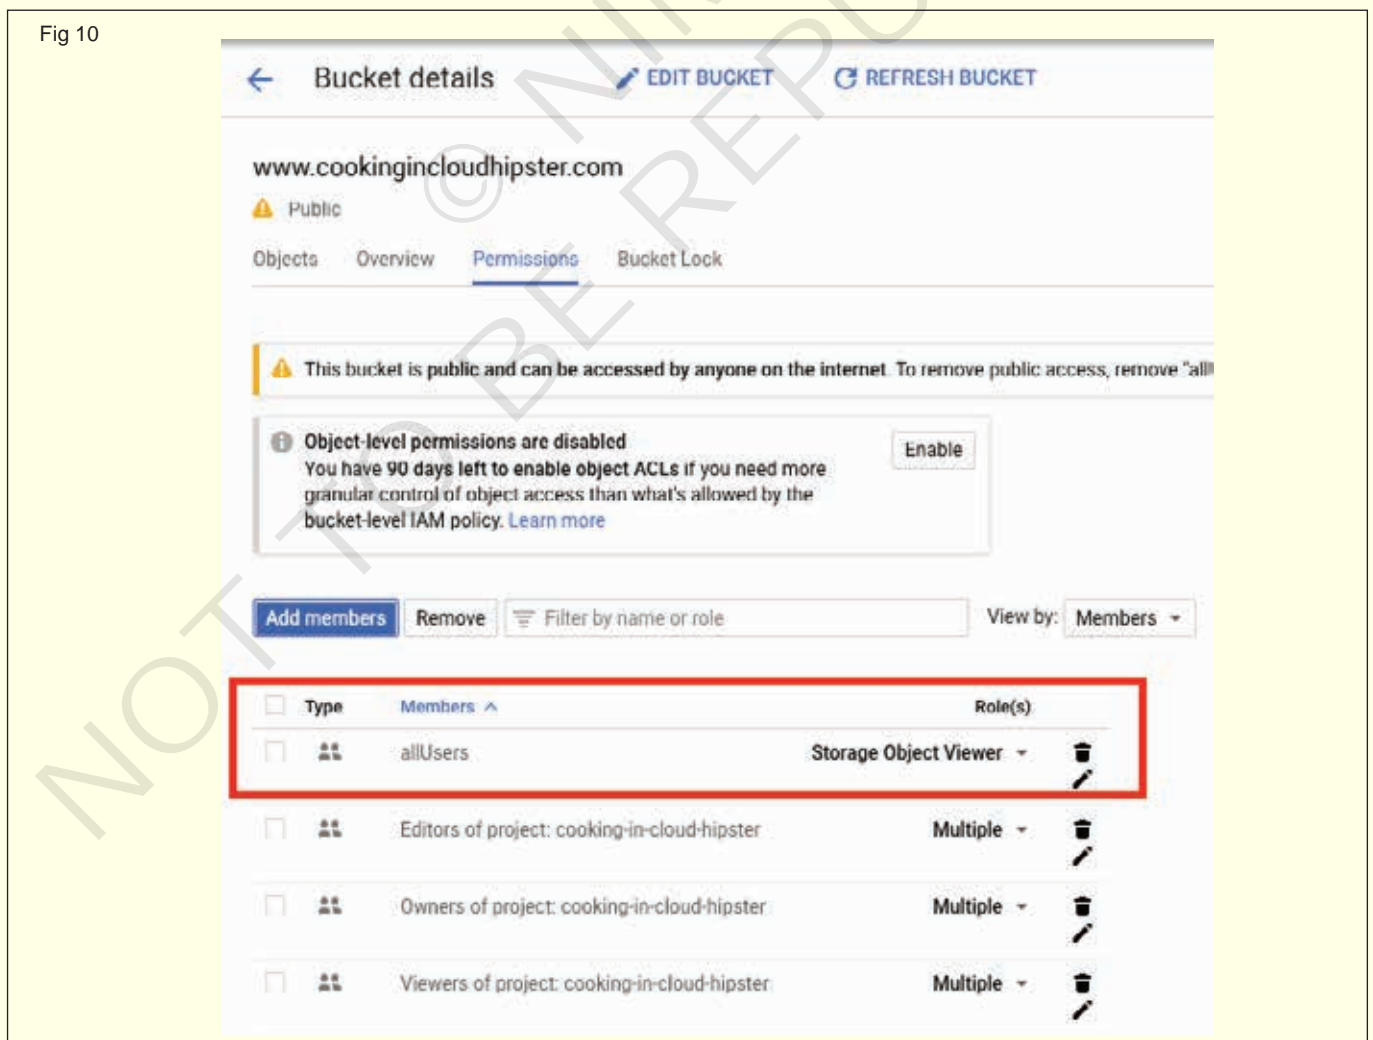 Fig 10
Bucket details EDIT BUCKET REFRESH BUCKET
www.cookingincloudhipster.com
Public
Objects Overview Permissions Bucket Lock
This bucket is public and can be accessed by anyone on the internet. To remove public access, remove "all
Object-level permissions are disabled
Enable
You have 90 days left to enable object ACLs if you need more
granular control of object access than what's allowed by the
bucket-level IAM policy. Learn more
Add members Remove Filter by name or role View by: Members
Type Members Role(s)
allUsers Storage Object Viewer
Editors of project: cooking-in-cloud-hipster Multiple
Owners of project: cooking-in-cloud-hipster Multiple
Viewers of project: cooking-in-cloud-hipster Multiple
©
NOT TO BE